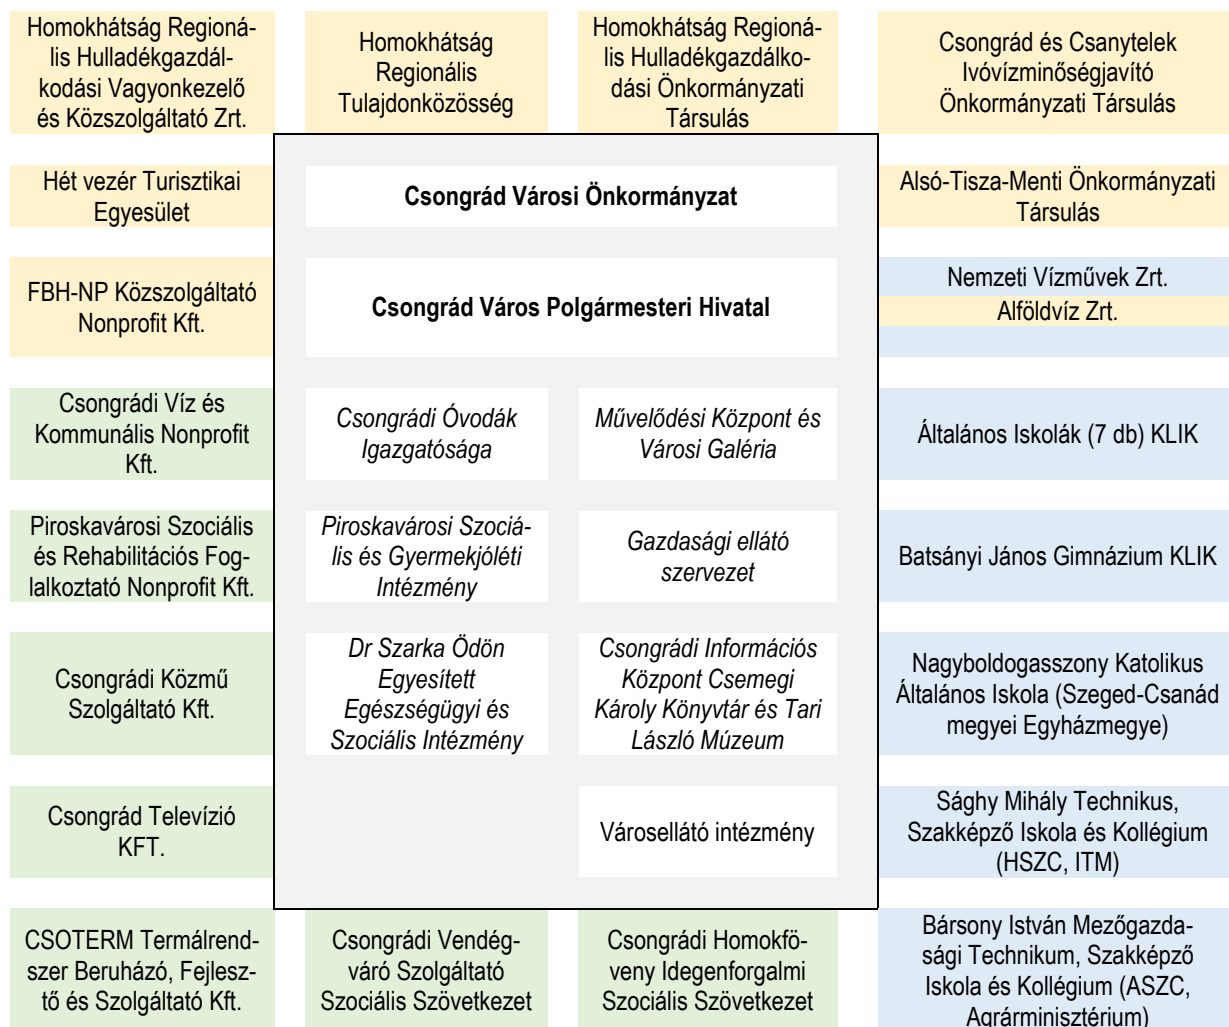 Homokhátság Regioná-
lis Hulladékgazdál-
kodási Vagyonkezelő
és Közszolgáltató Zrt.
Homokhátság
Regionális
Tulajdonközösség
Homokhátság Regioná-
lis Hulladékgazdálko-
dási Önkormányzati
Társulás
Csongrád és Csanytelek
Ivóvízminőségjavító
Önkormányzati Társulás
Hét vezér Turisztikai
Egyesület
Csongrád Városi Önkormányzat
Alsó-Tisza-Menti Önkormányzati
Társulás
FBH-NP Közszolgáltató
Nonprofit Kft.
Csongrád Város Polgármesteri Hivatal
Nemzeti Vízművek Zrt.
Alföldvíz Zrt.
Csongrádi Víz és
Kommunális Nonprofit
Kft.
Csongrádi Óvodák
Igazgatósága
Művelődési Központ és
Városi Galéria
Általános Iskolák (7 db) KLIK
Piroskavárosi Szociális
és Rehabilitációs Fog-
lalkoztató Nonprofit Kft.
Piroskavárosi Szociá-
lis és Gyermekjóléti
Intézmény
Gazdasági ellátó
szervezet
Batsányi János Gimnázium KLIK
Csongrádi Közmű
Szolgáltató Kft.
Dr Szarka Ödön
Egyesített
Egészségügyi és
Szociális Intézmény
Csongrádi Információs
Központ Csemegi
Károly Könyvtár és Tari
László Múzeum
Nagyboldogasszony Katolikus
Általános Iskola (Szeged-Csanád
megyei Egyházmegye)
Csongrád Televízió
KFT.
Városellátó intézmény
Sághy Mihály Technikus,
Szakképző Iskola és Kollégium
(HSZC, ITM)
CSOTERM Termálrend-
szer Beruházó, Fejlesz-
tő és Szolgáltató Kft.
Csongrádi Vendég-
váró Szolgáltató
Szociális Szövetkezet
Csongrádi Homokfö-
veny Idegenforgalmi
Szociális Szövetkezet
Bársony István Mezőgazda-
sági Technikum, Szakképző
Iskola és Kollégium (ASZC,
Agrárminisztérium)